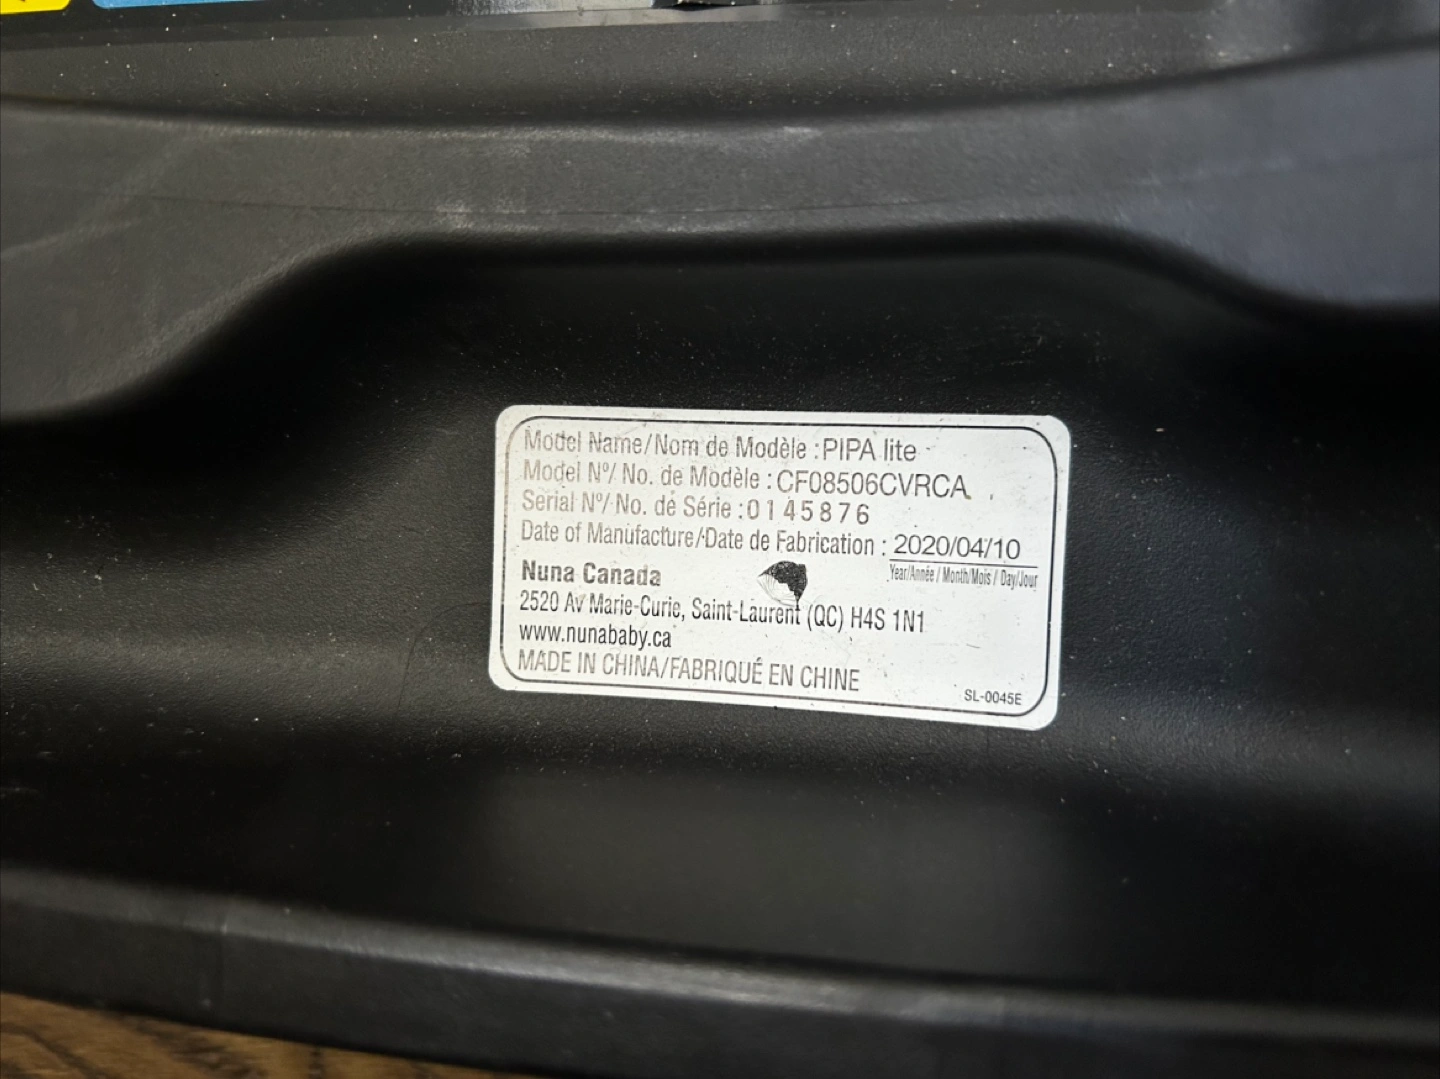 Model Name/Nom de Modèle : PIPA lite
Model Nº/ No. de Modèle : CF08506CVRCA
Serial Nº/ No. de Série : 0145876
Date of Manufacture/Date de Fabrication : 2020/04/10
Year/Année / Month/Mois / Day/Jour
Nuna Canada
2520 Av Marie-Curie, Saint-Laurent (QC) H4S 1N1
www.nunababy.ca
MADE IN CHINA/FABRIQUÉ EN CHINE
SL-0045E